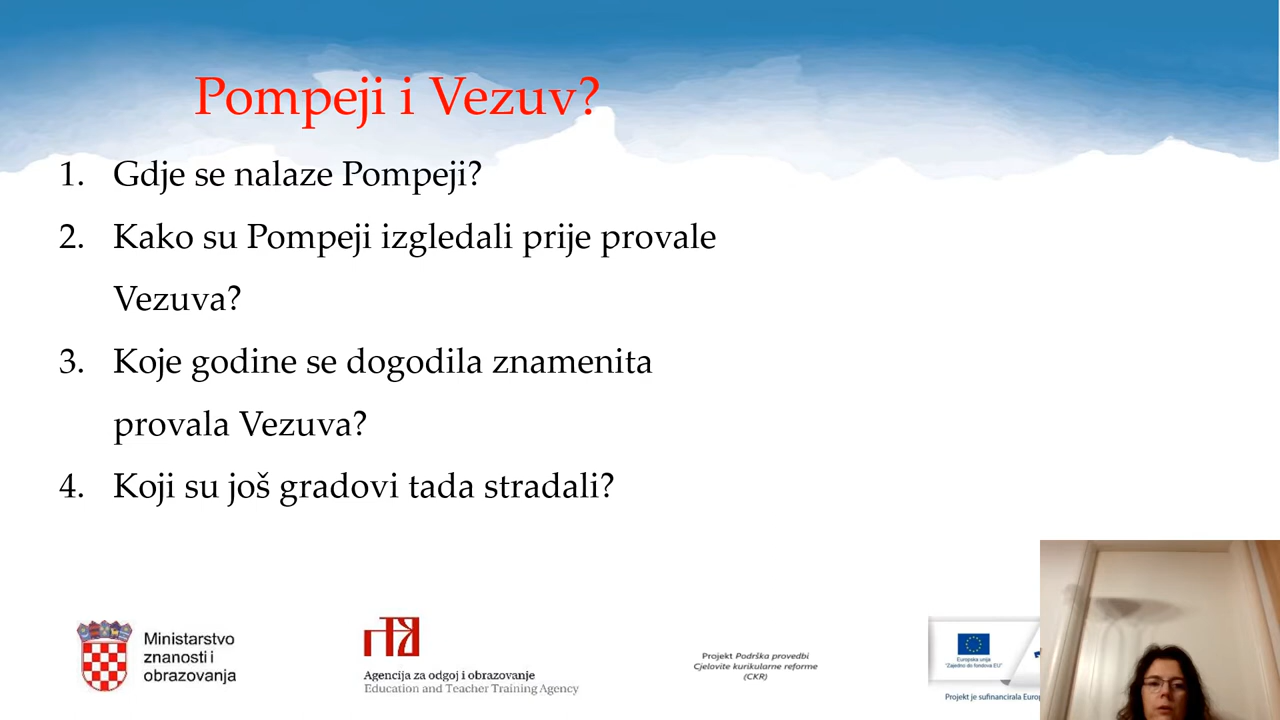 Pompeji i Vezuv?
1. Gdje se nalaze Pompeji?
2. Kako su Pompeji izgledali prije provale
Vezuva?
3. Koje godine se dogodila znamenita
provala Vezuva?
4. Koji su još gradovi tada stradali?
Ministarstvo
znanosti i
obrazovanja
Agencija za odgoj i obrazovanje
Education and Teacher Training Agency
Projekt Podrška provedbi
Cjelovite kurikularne reforme
(CKR)
Europska unija
"Zajedno do fondova EU"
Projekt je sufinancirala